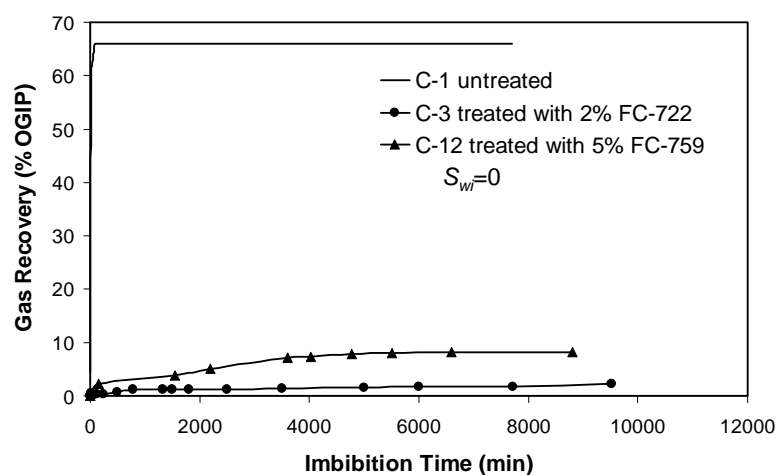 70
60
50
40
30
20
10
0
Gas Recovery (% OGIP)
C-1 untreated
C-3 treated with 2% FC-722
C-12 treated with 5% FC-759
Swi=0
0 2000 4000 6000 8000 10000 12000
Imbibition Time (min)